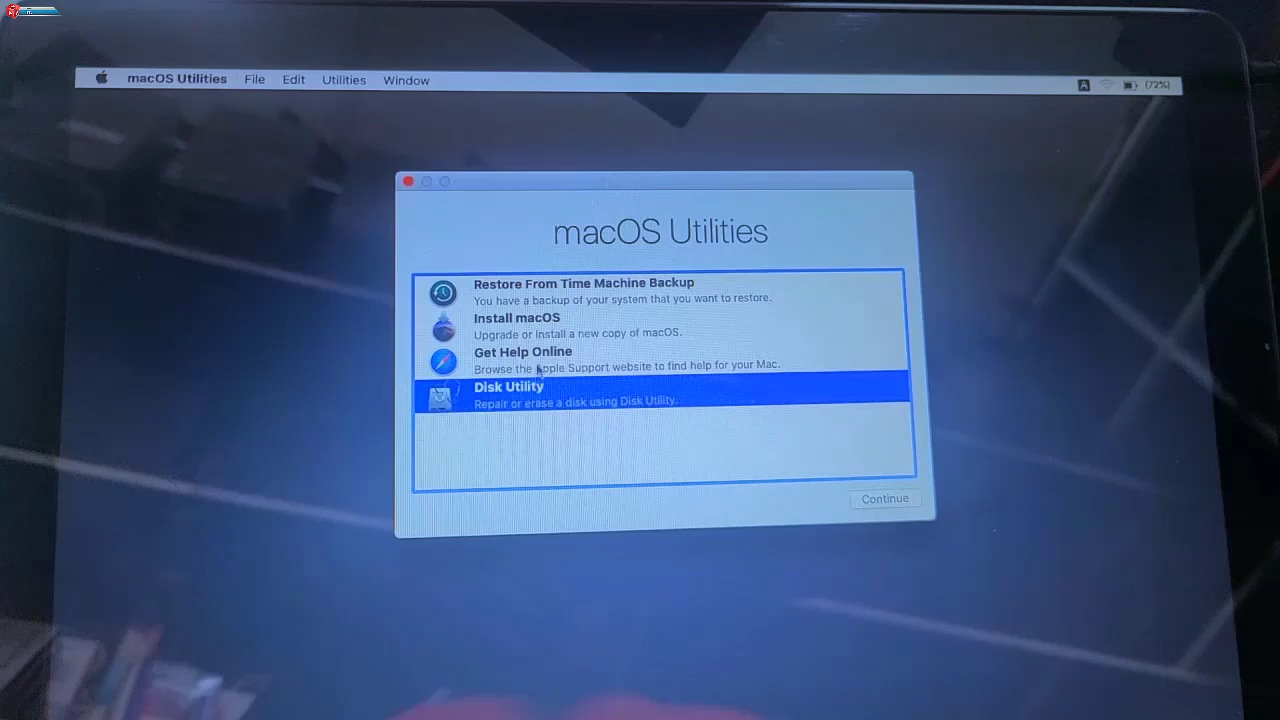 macOS Utilities File Edit Utilities Window A (72%)
macOS Utilities
Restore From Time Machine Backup
You have a backup of your system that you want to restore.
Install macOS
Upgrade or Install a new copy of macOS.
Get Help Online
Browse the Apple Support website to find help for your Mac.
Disk Utility
Repair or erase a disk using Disk Utility.
Continue